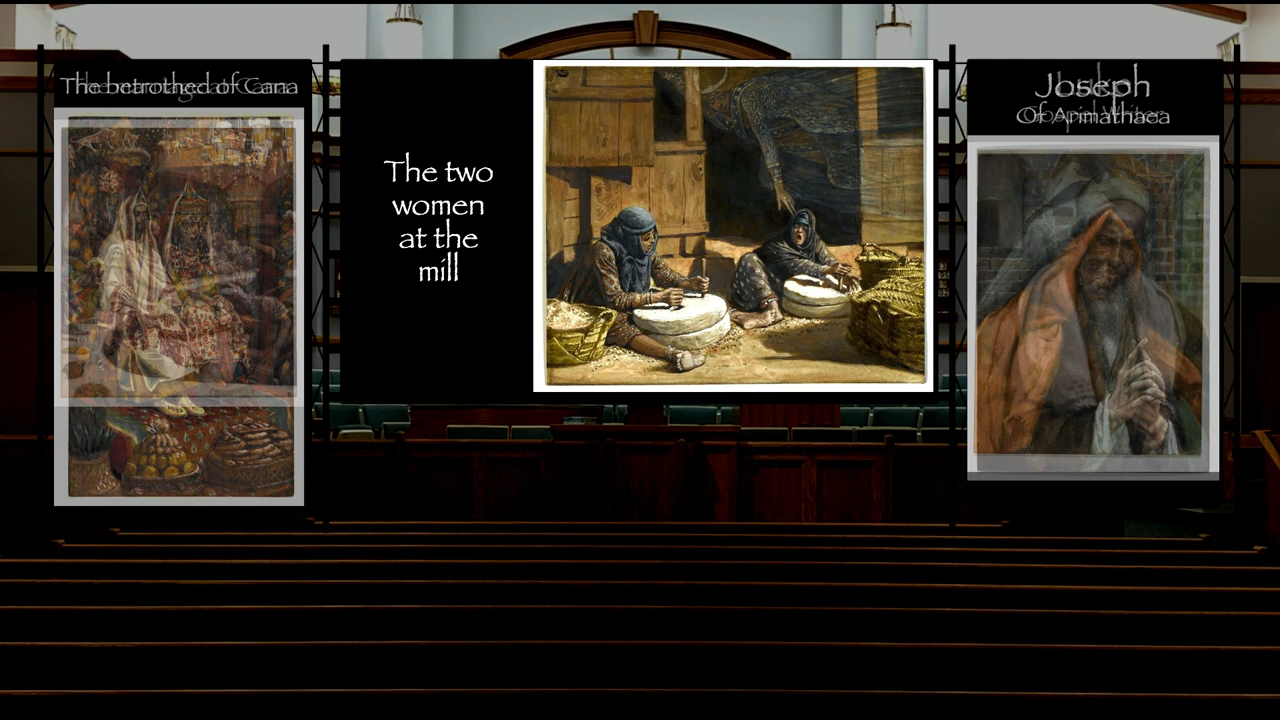 The betrothed of Cana
The two
women
at the
mill
Joseph
Of Arimathaea